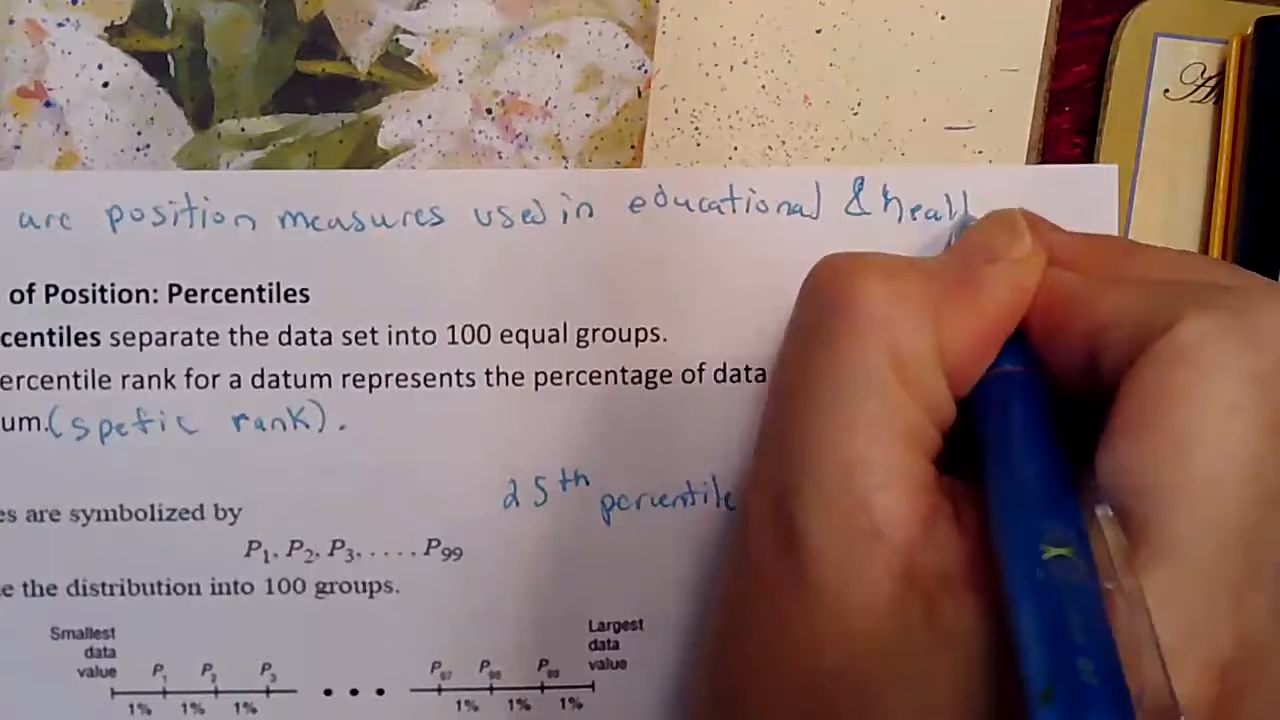 are position measures used in educational & healt
of Position: Percentiles
centiles separate the data set into 100 equal groups.
ercentile rank for a datum represents the percentage of data
um. (spefic rank).
25th percentile
es are symbolized by
P1, P2, P3, . . . . , P99
e the distribution into 100 groups.
Smallest data value P1 P2 P3 • • • P97 P98 P99 Largest data value
1% 1% 1% 1% 1% 1%